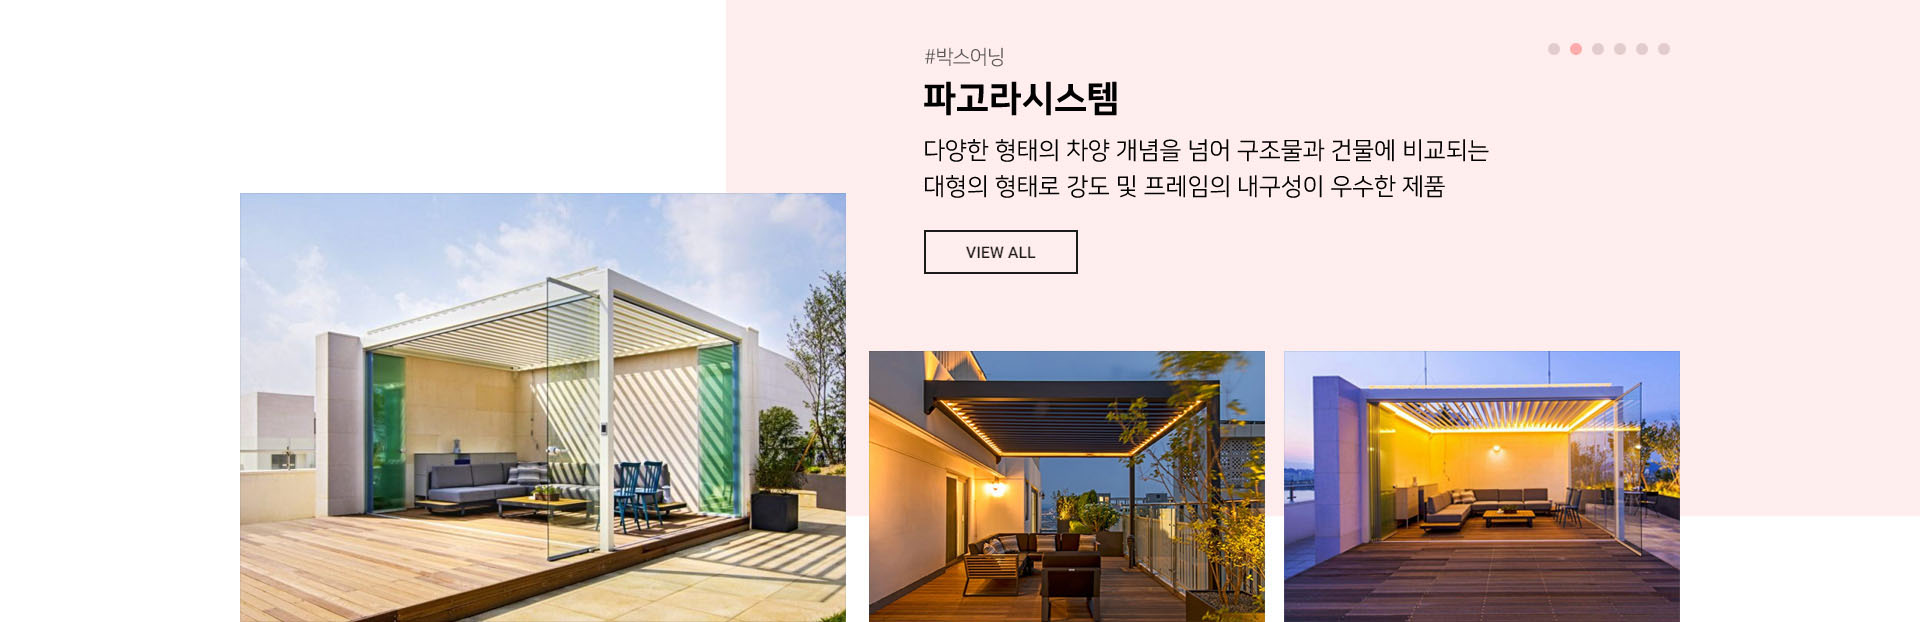 #박스어닝
파고라시스템
다양한 형태의 차양 개념을 넘어 구조물과 건물에 비교되는
대형의 형태로 강도 및 프레임의 내구성이 우수한 제품
VIEW ALL